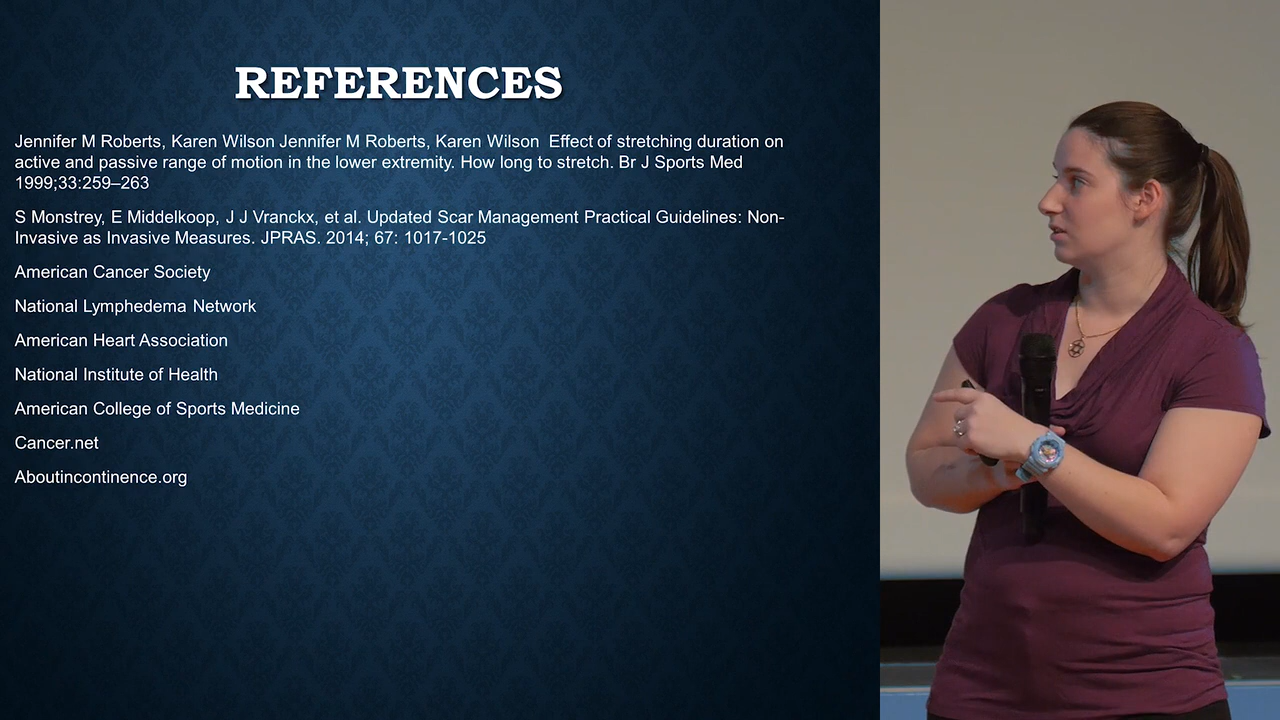 REFERENCES
Jennifer M Roberts, Karen Wilson Jennifer M Roberts, Karen Wilson  Effect of stretching duration on
active and passive range of motion in the lower extremity. How long to stretch. Br J Sports Med
1999;33:259–263
S Monstrey, E Middelkoop, J J Vranckx, et al. Updated Scar Management Practical Guidelines: Non-
Invasive as Invasive Measures. JPRAS. 2014; 67: 1017-1025
American Cancer Society
National Lymphedema Network
American Heart Association
National Institute of Health
American College of Sports Medicine
Cancer.net
Aboutincontinence.org